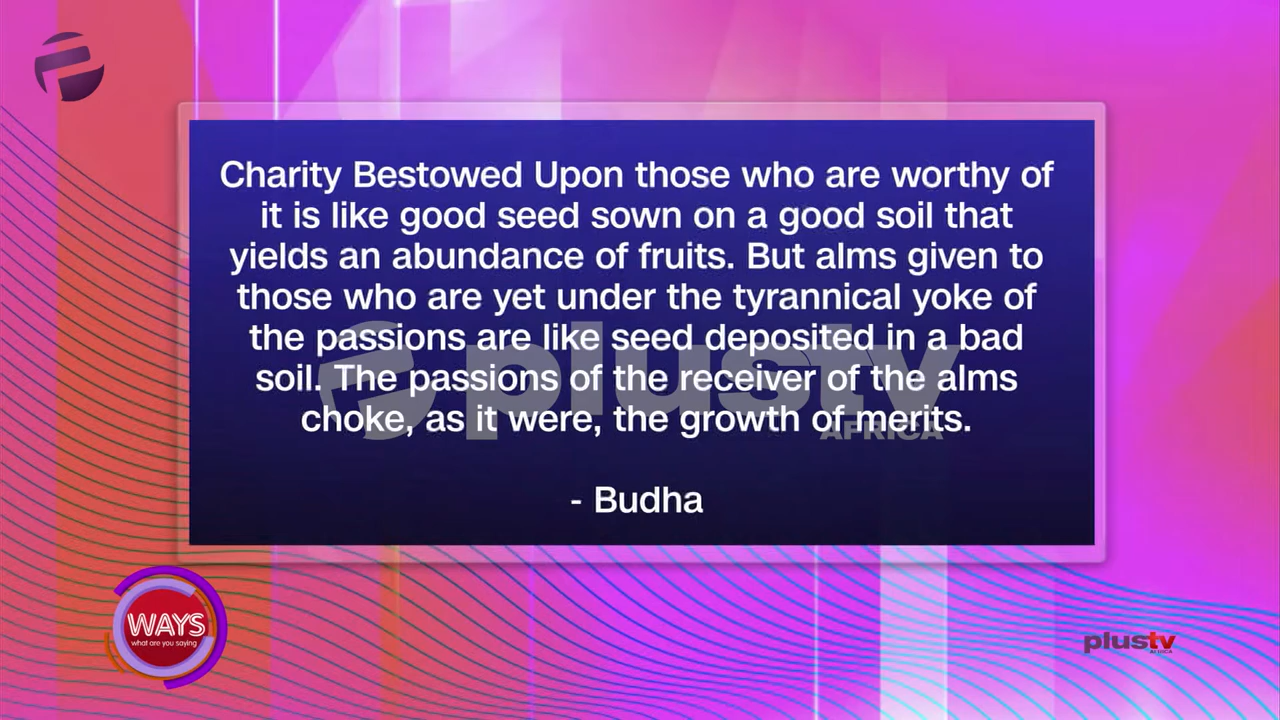 Charity Bestowed Upon those who are worthy of
it is like good seed sown on a good soil that
yields an abundance of fruits. But alms given to
those who are yet under the tyrannical yoke of
the passions are like seed deposited in a bad
soil. The passions of the receiver of the alms
choke, as it were, the growth of merits.
- Budha
plustv
AFRICA
WAYS
what are you saying
plustv
AFRICA